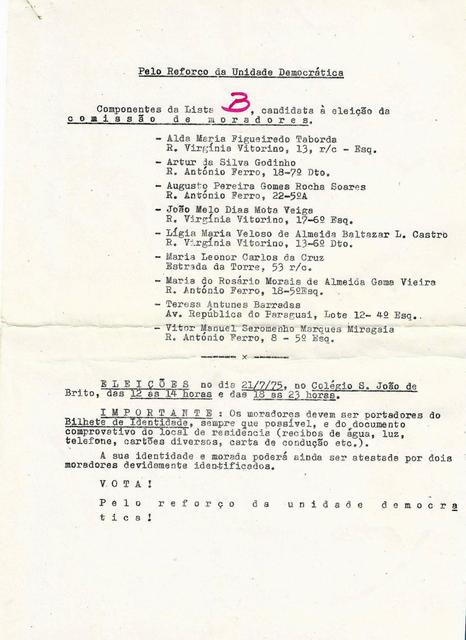 Pelo Reforço da Unidade Democrática
Componentes da Lista B, candidata à eleição da
comissão de moradores.
- Alda Maria Figueiredo Taborda
R. Virgínia Vitorino, 13, r/c - Esq.
- Artur da Silva Godinho
R. António Ferro, 18-7º Dto.
- Augusto Pereira Gomes Rocha Soares
R. António Ferro, 22-5ºA
- João Melo Dias Mota Veiga
R. Virgínia Vitorino, 17-6º Esq.
- Lígia Maria Veloso de Almeida Baltazar L. Castro
R. Virgínia Vitorino, 13-6º Dto.
- Maria Leonor Carlos da Cruz
Estrada da Torre, 53 r/c.
- Maria do Rosário Morais de Almeida Gama Vieira
R. António Ferro, 18-5ºEsq.
- Teresa Antunes Barradas
Av. República do Paraguai, Lote 12- 4º Esq..
- Vitor Manuel Seromenho Marques Miragaia
R. António Ferro, 8 - 5º Esq.
----- x -----
ELEIÇÕES no dia 21/7/75, no Colégio S. João de
Brito, das 12 às 14 horas e das 18 às 23 horas.
IMPORTANTE: Os moradores devem ser portadores do
Bilhete de Identidade, sempre que possível, e do documento
comprovativo do local de residência (recibos de água, luz,
telefone, cartões diversos, carta de condução etc.).
A sua identidade e morada poderá ainda ser atestada por dois
moradores devidamente identificados.
VOTA!
Pelo reforço da unidade democra
tica!